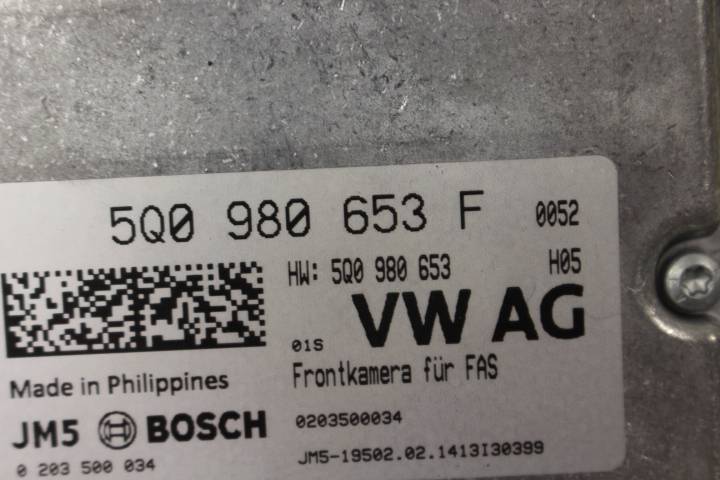 5Q0 980 653 F 0052
HW: 5Q0 980 653 H05
01S VW AG
Made in Philippines Frontkamera für FAS
JM5 BOSCH 0203500034
0 203 500 034 JM5-19502.02.1413I30399